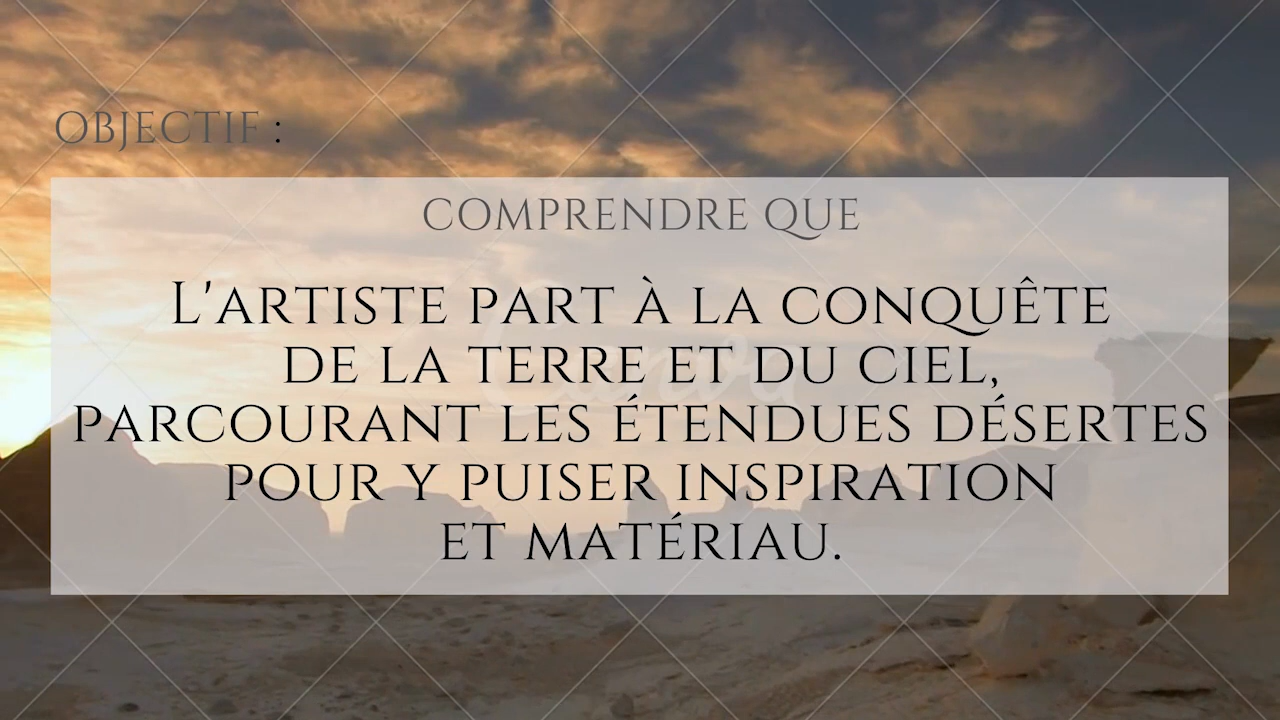 OBJECTIF :
COMPRENDRE QUE
L'ARTISTE PART À LA CONQUÊTE
DE LA TERRE ET DU CIEL,
PARCOURANT LES ÉTENDUES DÉSERTES
POUR Y PUISER INSPIRATION
ET MATÉRIAU.
Canva